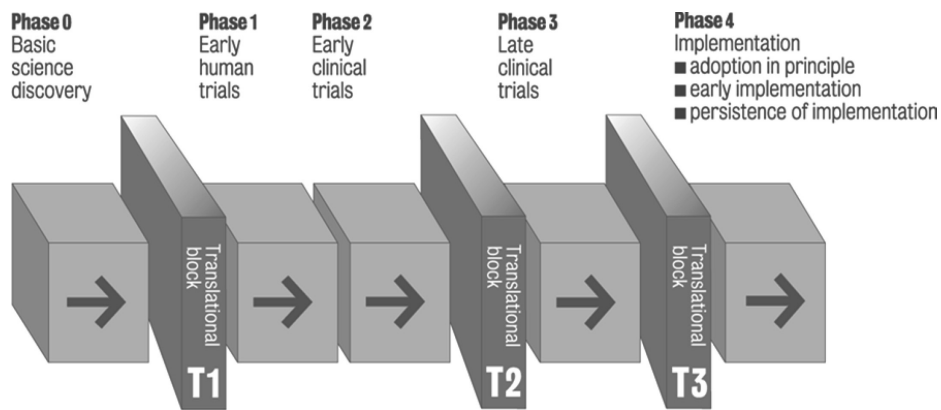 Phase 0
Basic
science
discovery
Phase 1
Early
human
trials
Phase 2
Early
clinical
trials
Phase 3
Late
clinical
trials
Phase 4
Implementation
■ adoption in principle
■ early implementation
■ persistence of implementation
Translational
block
T1
Translational
block
T2
Translational
block
T3